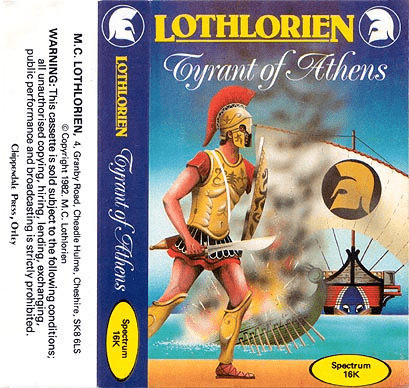 M.C. LOTHLORIEN, 4, Granby Road, Cheadle Hulme, Cheshire, SK8 6LS
© Copyright 1982, M.C. Lothlorien
WARNING: This cassette is sold subject to the following conditions;
all unauthorised copying, hiring, lending, exchanging,
public performance and broadcasting is strictly prohibited.
Chippendale Press, Otley
LOTHLORIEN
Tyrant of Athens
Spectrum
16K
LOTHLORIEN
Tyrant of Athens
Spectrum
16K